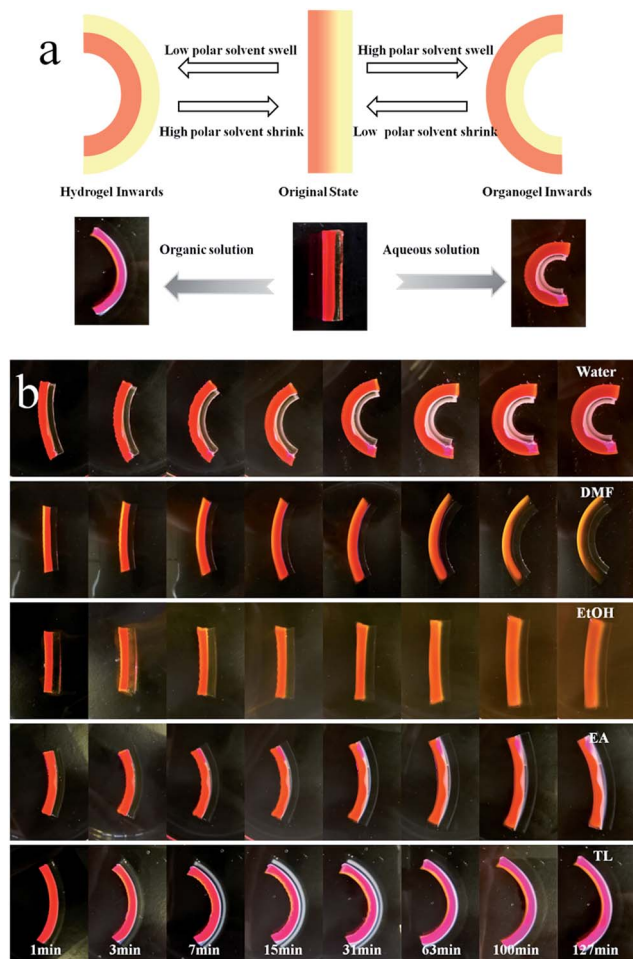 a
Low polar solvent swell
High polar solvent swell
High polar solvent shrink
Low polar solvent shrink
Hydrogel Inwards
Original State
Organogel Inwards
Organic solution
Aqueous solution
b
Water
DMF
EtOH
EA
TL
1min
3min
7min
15min
31min
63min
100min
127min